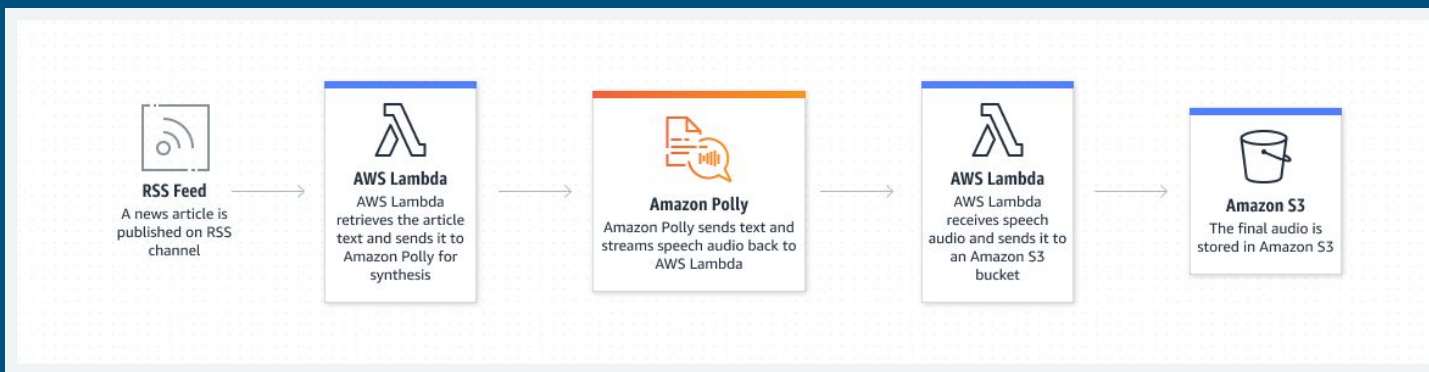 RSS Feed
A news article is
published on RSS
channel
AWS Lambda
AWS Lambda
retrieves the article
text and sends it to
Amazon Polly for
synthesis
Amazon Polly
Amazon Polly sends text and
streams speech audio back to
AWS Lambda
AWS Lambda
AWS Lambda
receives speech
audio and sends it to
an Amazon S3
bucket
Amazon S3
The final audio is
stored in Amazon S3